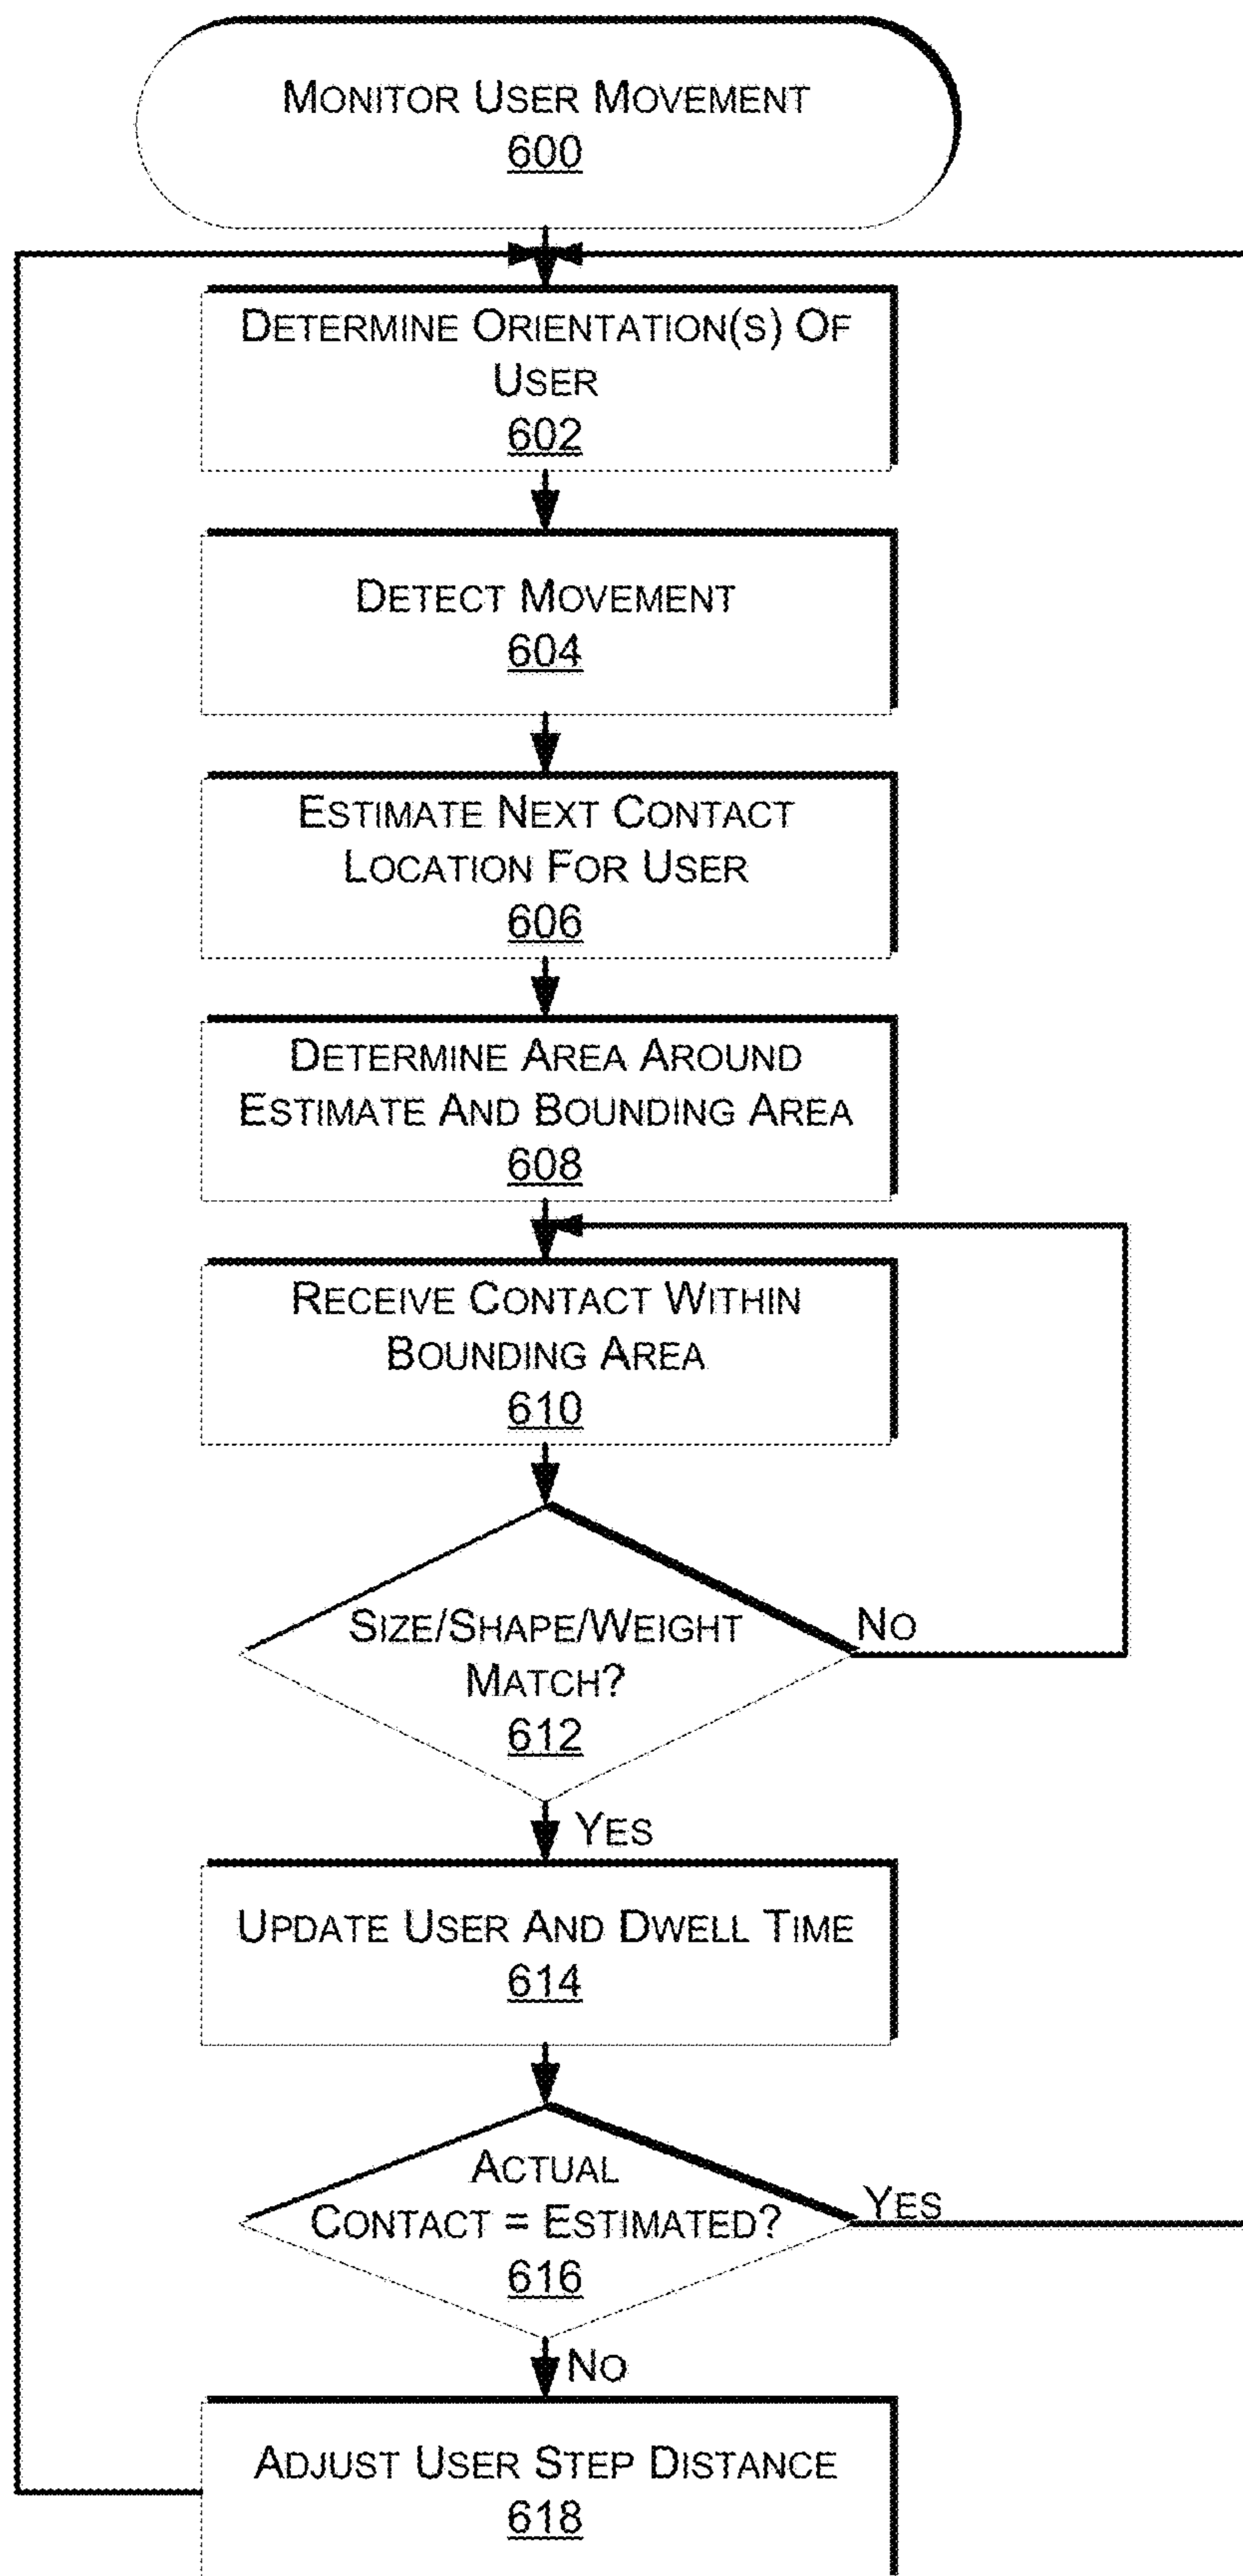 MONITOR USER MOVEMENT
600
DETERMINE ORIENTATION(S) OF
USER
602
DETECT MOVEMENT
604
ESTIMATE NEXT CONTACT
LOCATION FOR USER
606
DETERMINE AREA AROUND
ESTIMATE AND BOUNDING AREA
608
RECEIVE CONTACT WITHIN
BOUNDING AREA
610
SIZE/SHAPE/WEIGHT
MATCH?
612
NO
YES
UPDATE USER AND DWELL TIME
614
ACTUAL
CONTACT = ESTIMATED?
616
YES
NO
ADJUST USER STEP DISTANCE
618